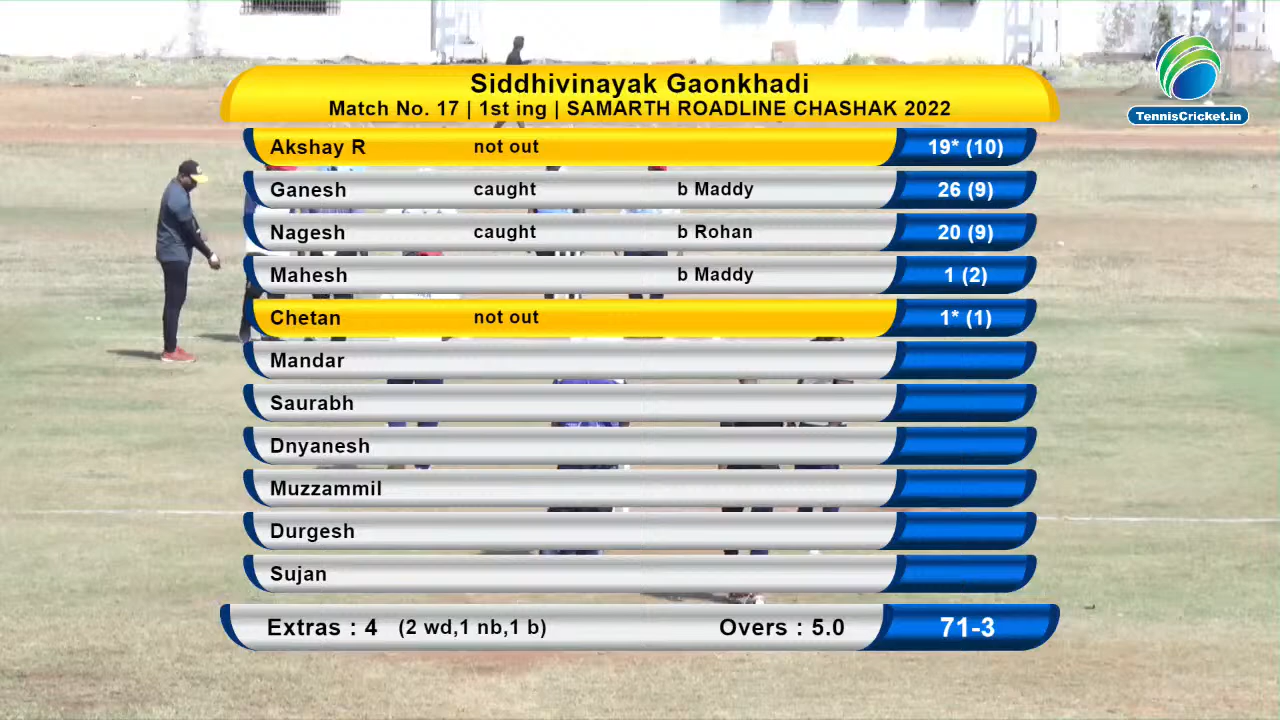 Siddhivinayak Gaonkhadi
Match No. 17 | 1st ing | SAMARTH ROADLINE CHASHAK 2022
TennisCricket.in
Akshay R not out 19* (10)
Ganesh caught b Maddy 26 (9)
Nagesh caught b Rohan 20 (9)
Mahesh b Maddy 1 (2)
Chetan not out 1* (1)
Mandar
Saurabh
Dnyanesh
Muzzammil
Durgesh
Sujan
Extras : 4 (2 wd,1 nb,1 b) Overs : 5.0 71-3